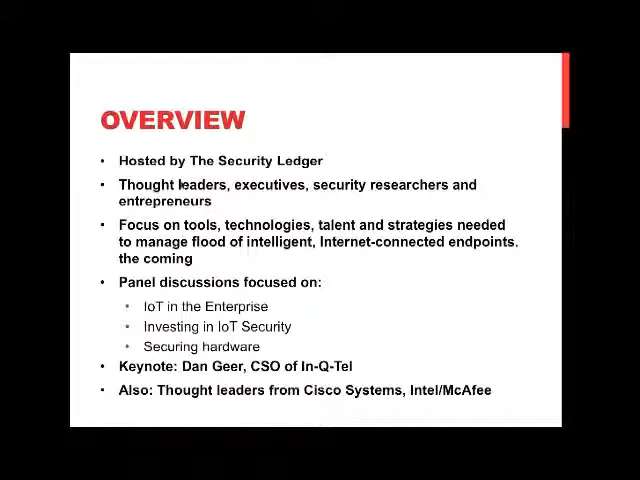 OVERVIEW
• Hosted by The Security Ledger
• Thought leaders, executives, security researchers and
entrepreneurs
• Focus on tools, technologies, talent and strategies needed
to manage flood of intelligent, Internet-connected endpoints.
the coming
• Panel discussions focused on:
• IoT in the Enterprise
• Investing in IoT Security
• Securing hardware
• Keynote: Dan Geer, CSO of In-Q-Tel
• Also: Thought leaders from Cisco Systems, Intel/McAfee